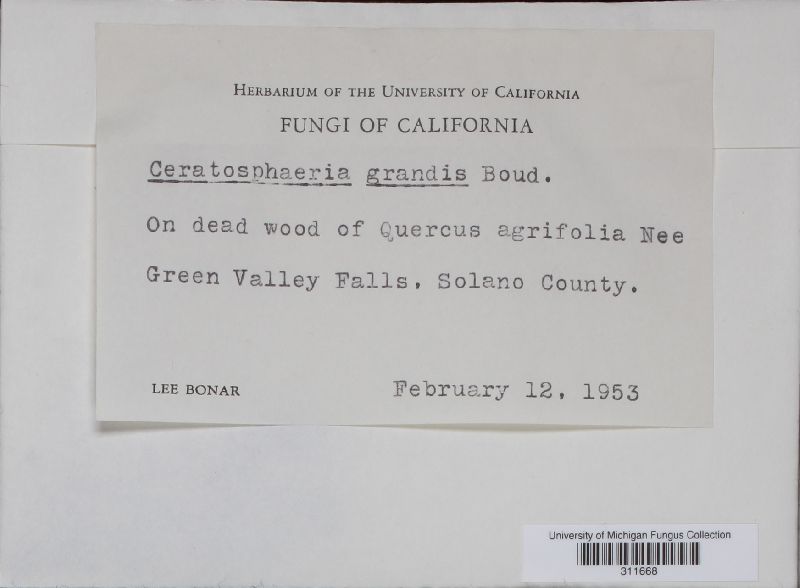 HERBARIUM OF THE UNIVERSITY OF CALIFORNIA
FUNGI OF CALIFORNIA
Ceratosphaeria grandis Boud.
On dead wood of Quercus agrifolia Nee
Green Valley Falls, Solano County.
LEE BONAR
February 12, 1953
University of Michigan Fungus Collection
311668